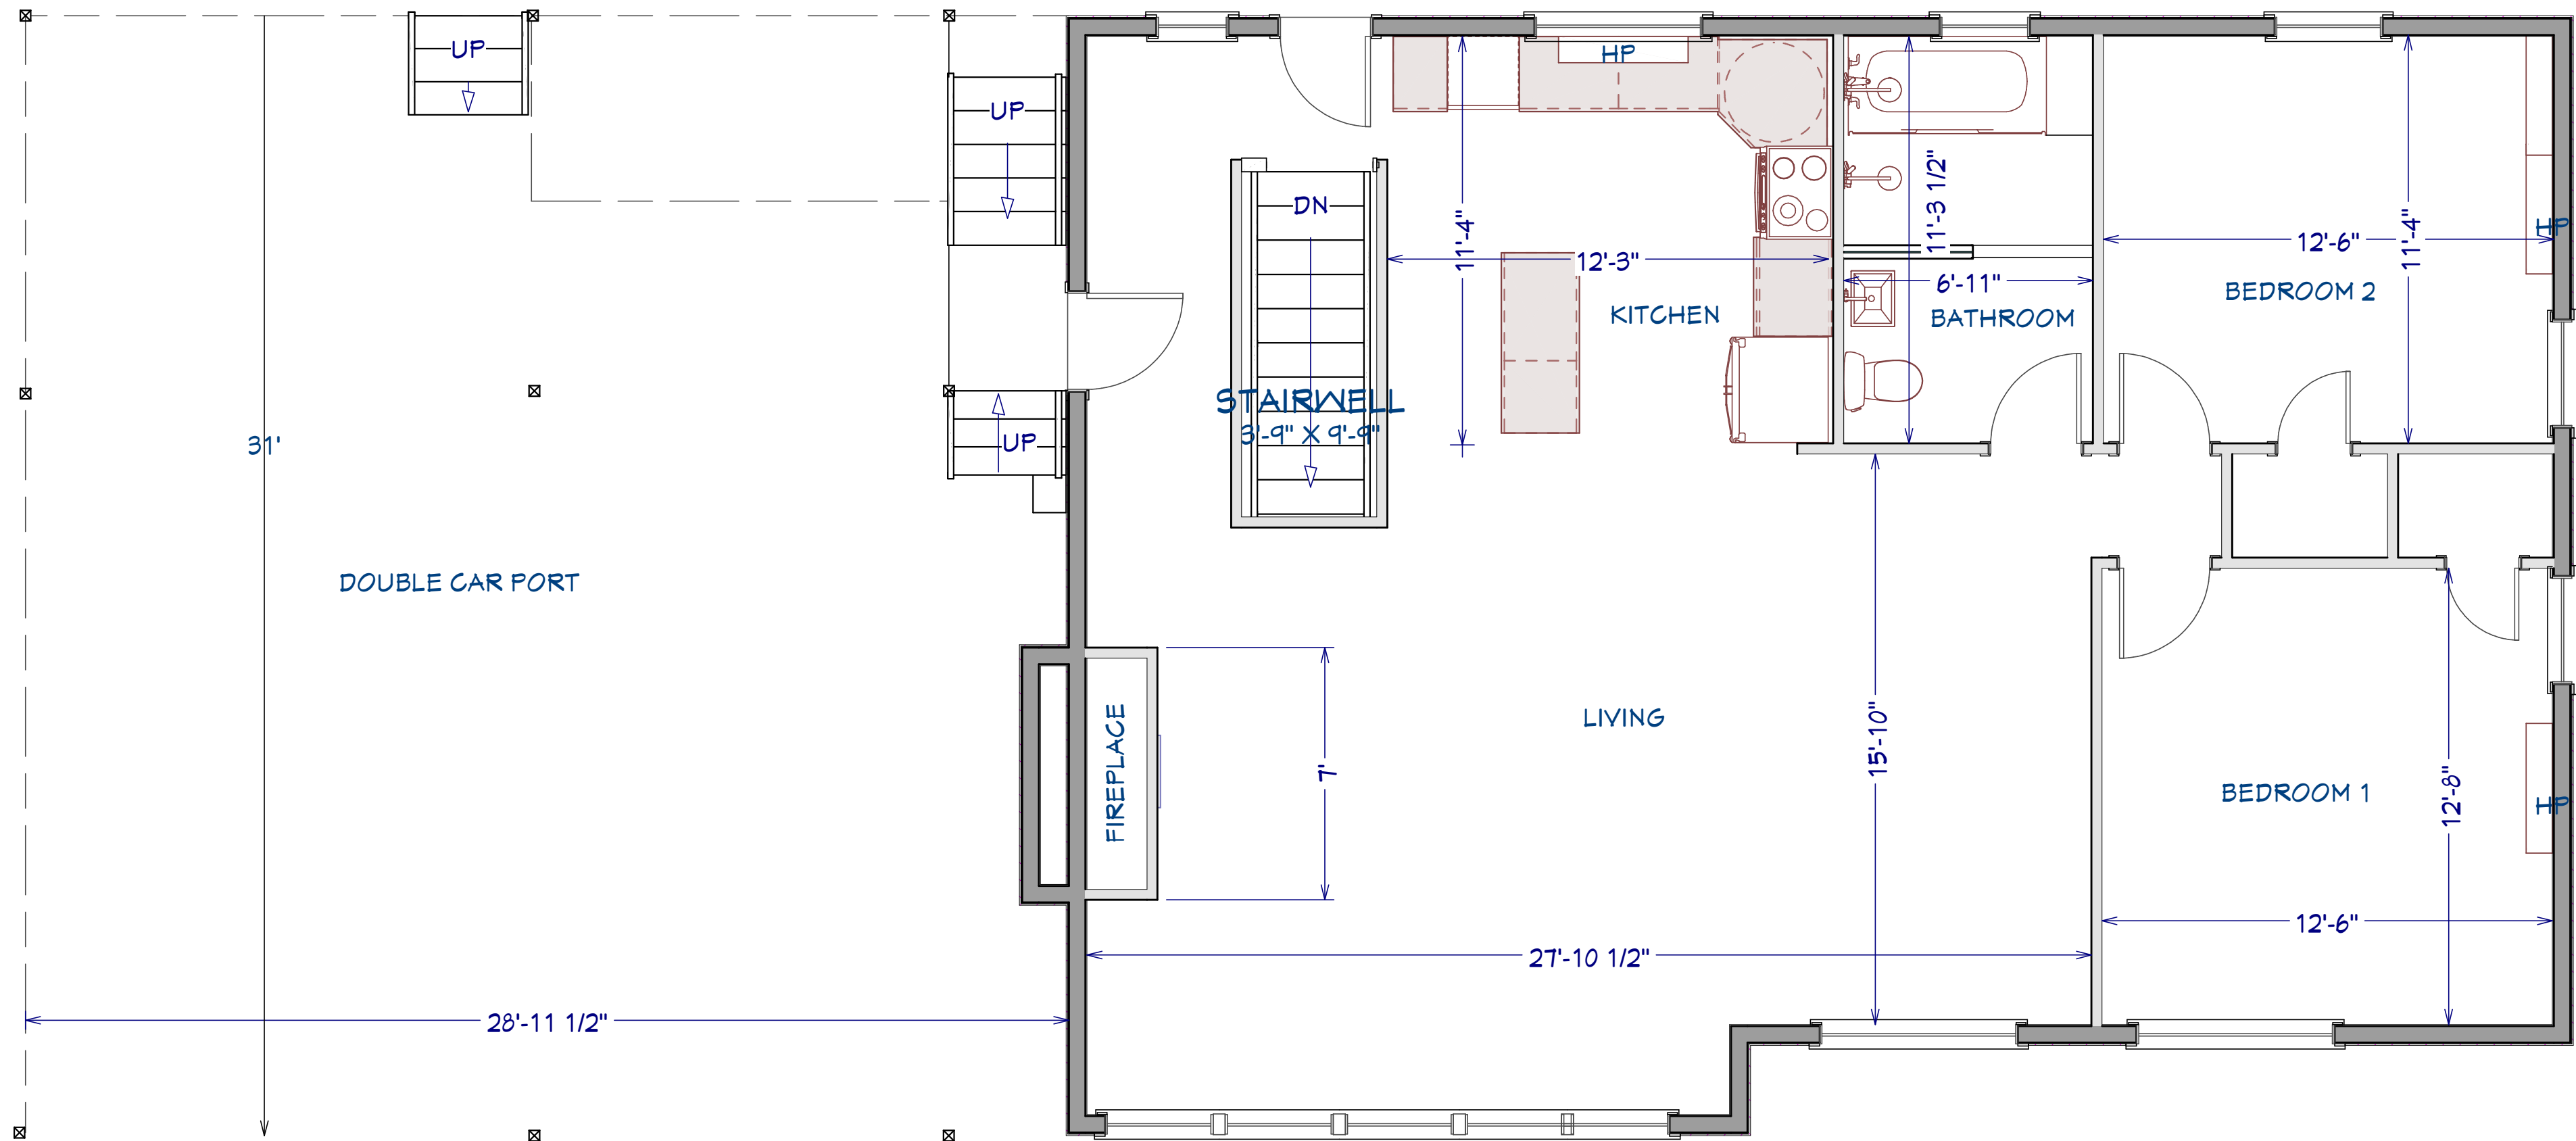 UP
UP
HP
DN
11'-4"
12'-3"
11'-3 1/2"
12'-6"
11'-4"
HP
6'-11"
BEDROOM 2
KITCHEN
BATHROOM
STAIRWELL
3'-9" X 9'-9"
UP
31'
DOUBLE CAR PORT
FIREPLACE
7'
LIVING
15'-10"
BEDROOM 1
12'-8"
HP
12'-6"
27'-10 1/2"
28'-11 1/2"